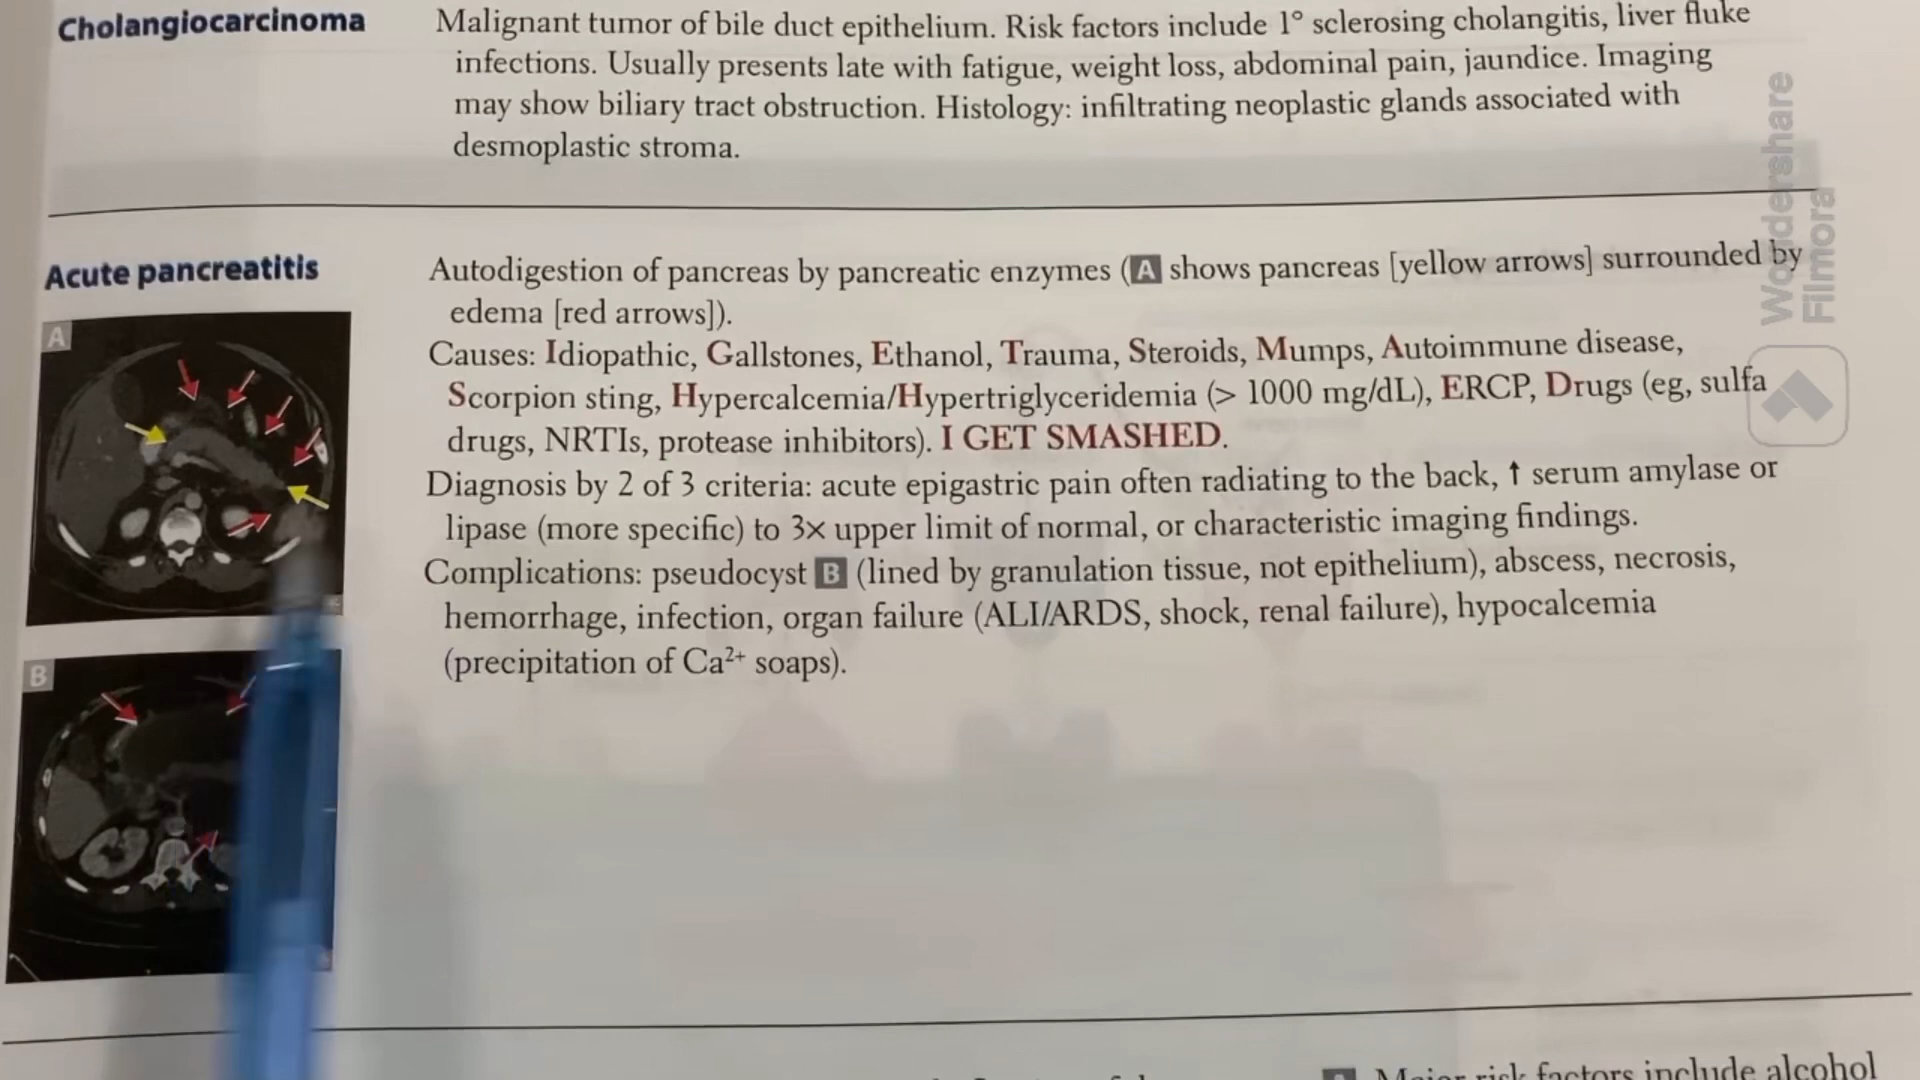 Cholangiocarcinoma
Malignant tumor of bile duct epithelium. Risk factors include 1° sclerosing cholangitis, liver fluke
infections. Usually presents late with fatigue, weight loss, abdominal pain, jaundice. Imaging
may show biliary tract obstruction. Histology: infiltrating neoplastic glands associated with
desmoplastic stroma.
Acute pancreatitis
A
B
Autodigestion of pancreas by pancreatic enzymes (A shows pancreas [yellow arrows] surrounded by
edema [red arrows]).
Causes: Idiopathic, Gallstones, Ethanol, Trauma, Steroids, Mumps, Autoimmune disease,
Scorpion sting, Hypercalcemia/Hypertriglyceridemia (> 1000 mg/dL), ERCP, Drugs (eg, sulfa
drugs, NRTIs, protease inhibitors). I GET SMASHED.
Diagnosis by 2 of 3 criteria: acute epigastric pain often radiating to the back, ↑ serum amylase or
lipase (more specific) to 3× upper limit of normal, or characteristic imaging findings.
Complications: pseudocyst B (lined by granulation tissue, not epithelium), abscess, necrosis,
hemorrhage, infection, organ failure (ALI/ARDS, shock, renal failure), hypocalcemia
(precipitation of Ca²⁺ soaps).
Major risk factors include alcohol
Wondershare
Filmora